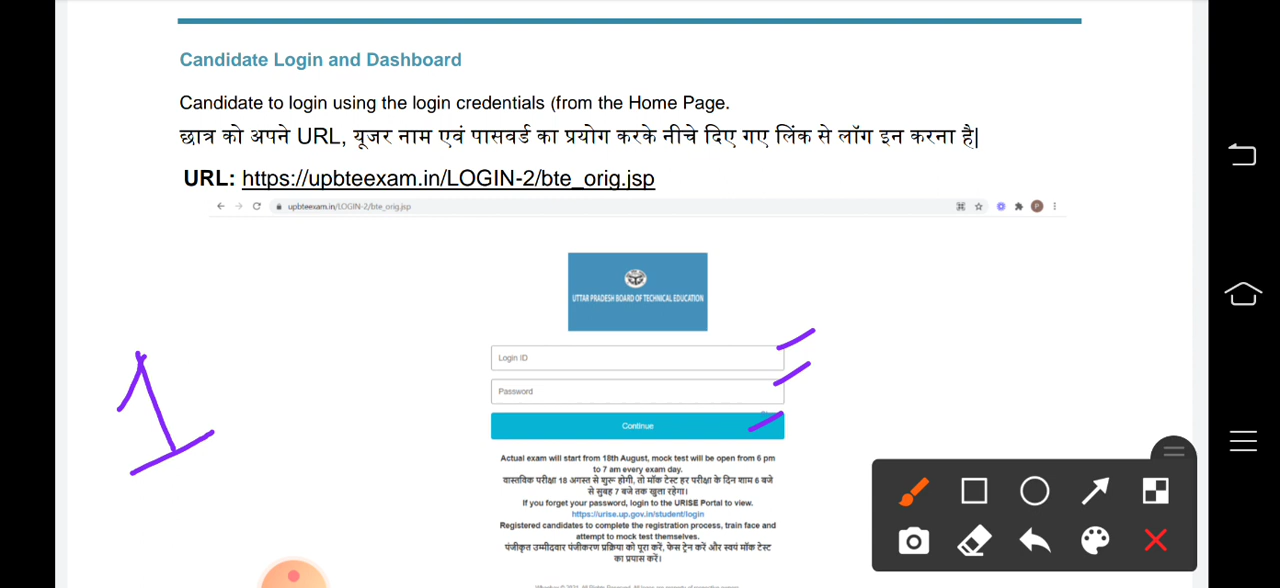 Candidate Login and Dashboard
Candidate to login using the login credentials (from the Home Page.
छात्र को अपने URL, यूजर नाम एवं पासवर्ड का प्रयोग करके नीचे दिए गए लिंक से लॉग इन करना है|
URL: https://upbteexam.in/LOGIN-2/bte_orig.jsp
upbteexam.in/LOGIN-2/bte_orig.jsp
P
UTTAR PRADESH BOARD OF TECHNICAL EDUCATION
Login ID
Password
Continue
1
Actual exam will start from 18th August, mock test will be open from 6 pm
to 7 am every exam day.
वास्तविक परीक्षा 18 अगस्त से शुरू होगी, तो मॉक टेस्ट हर परीक्षा के दिन शाम 6 बजे
से सुबह 7 बजे तक खुला रहेगा।
If you forget your password, login to the URISE Portal to view.
https://urise.up.gov.in/student/login
Registered candidates to complete the registration process, train face and
attempt to mock test themselves.
पंजीकृत उम्मीदवार पंजीकरण प्रक्रिया को पूरा करें, फेस ट्रेन करें और स्वयं मॉक टेस्ट
का प्रयास करें।